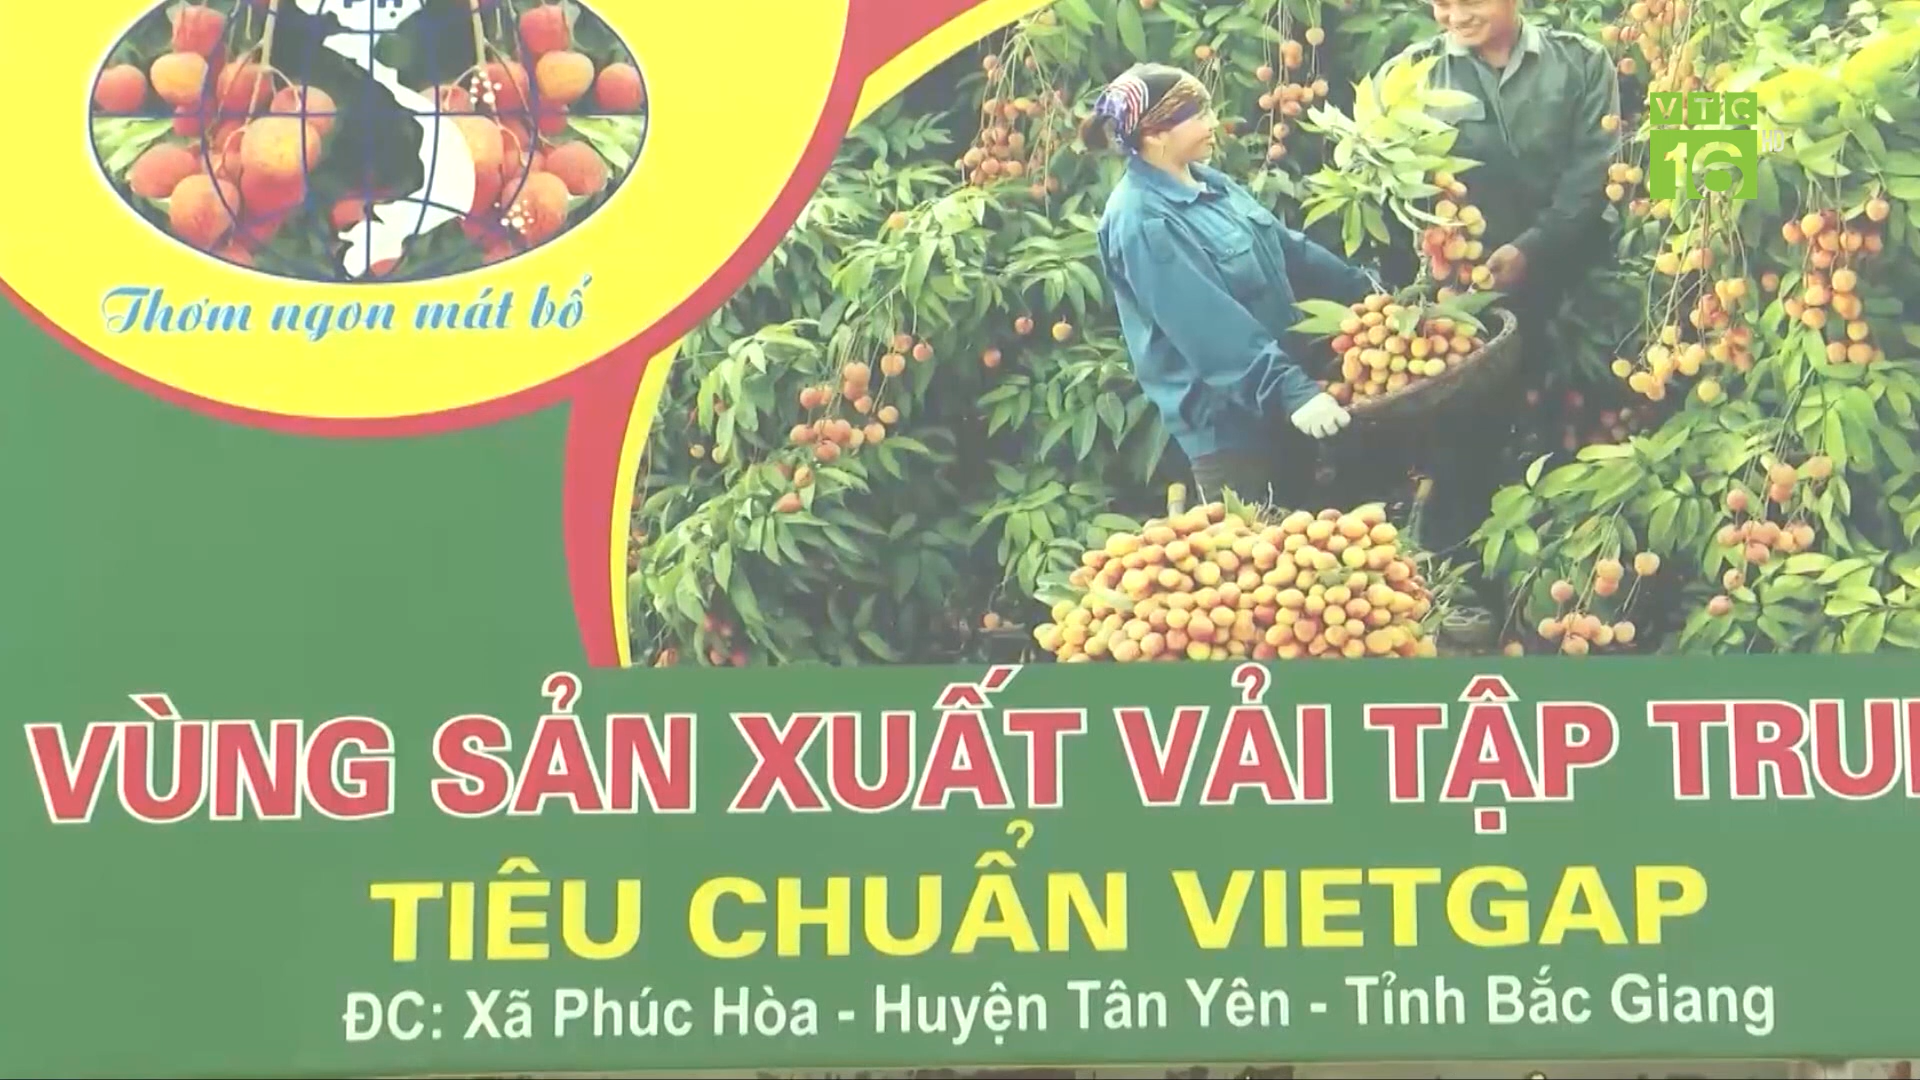 Thơm ngon mát bổ
VTC
16 HD
VÙNG SẢN XUẤT VẢI TẬP
TIÊU CHUẨN VIETGAP
ĐC: Xã Phúc Hòa - Huyện Tân Yên - Tỉnh Bắc Giang